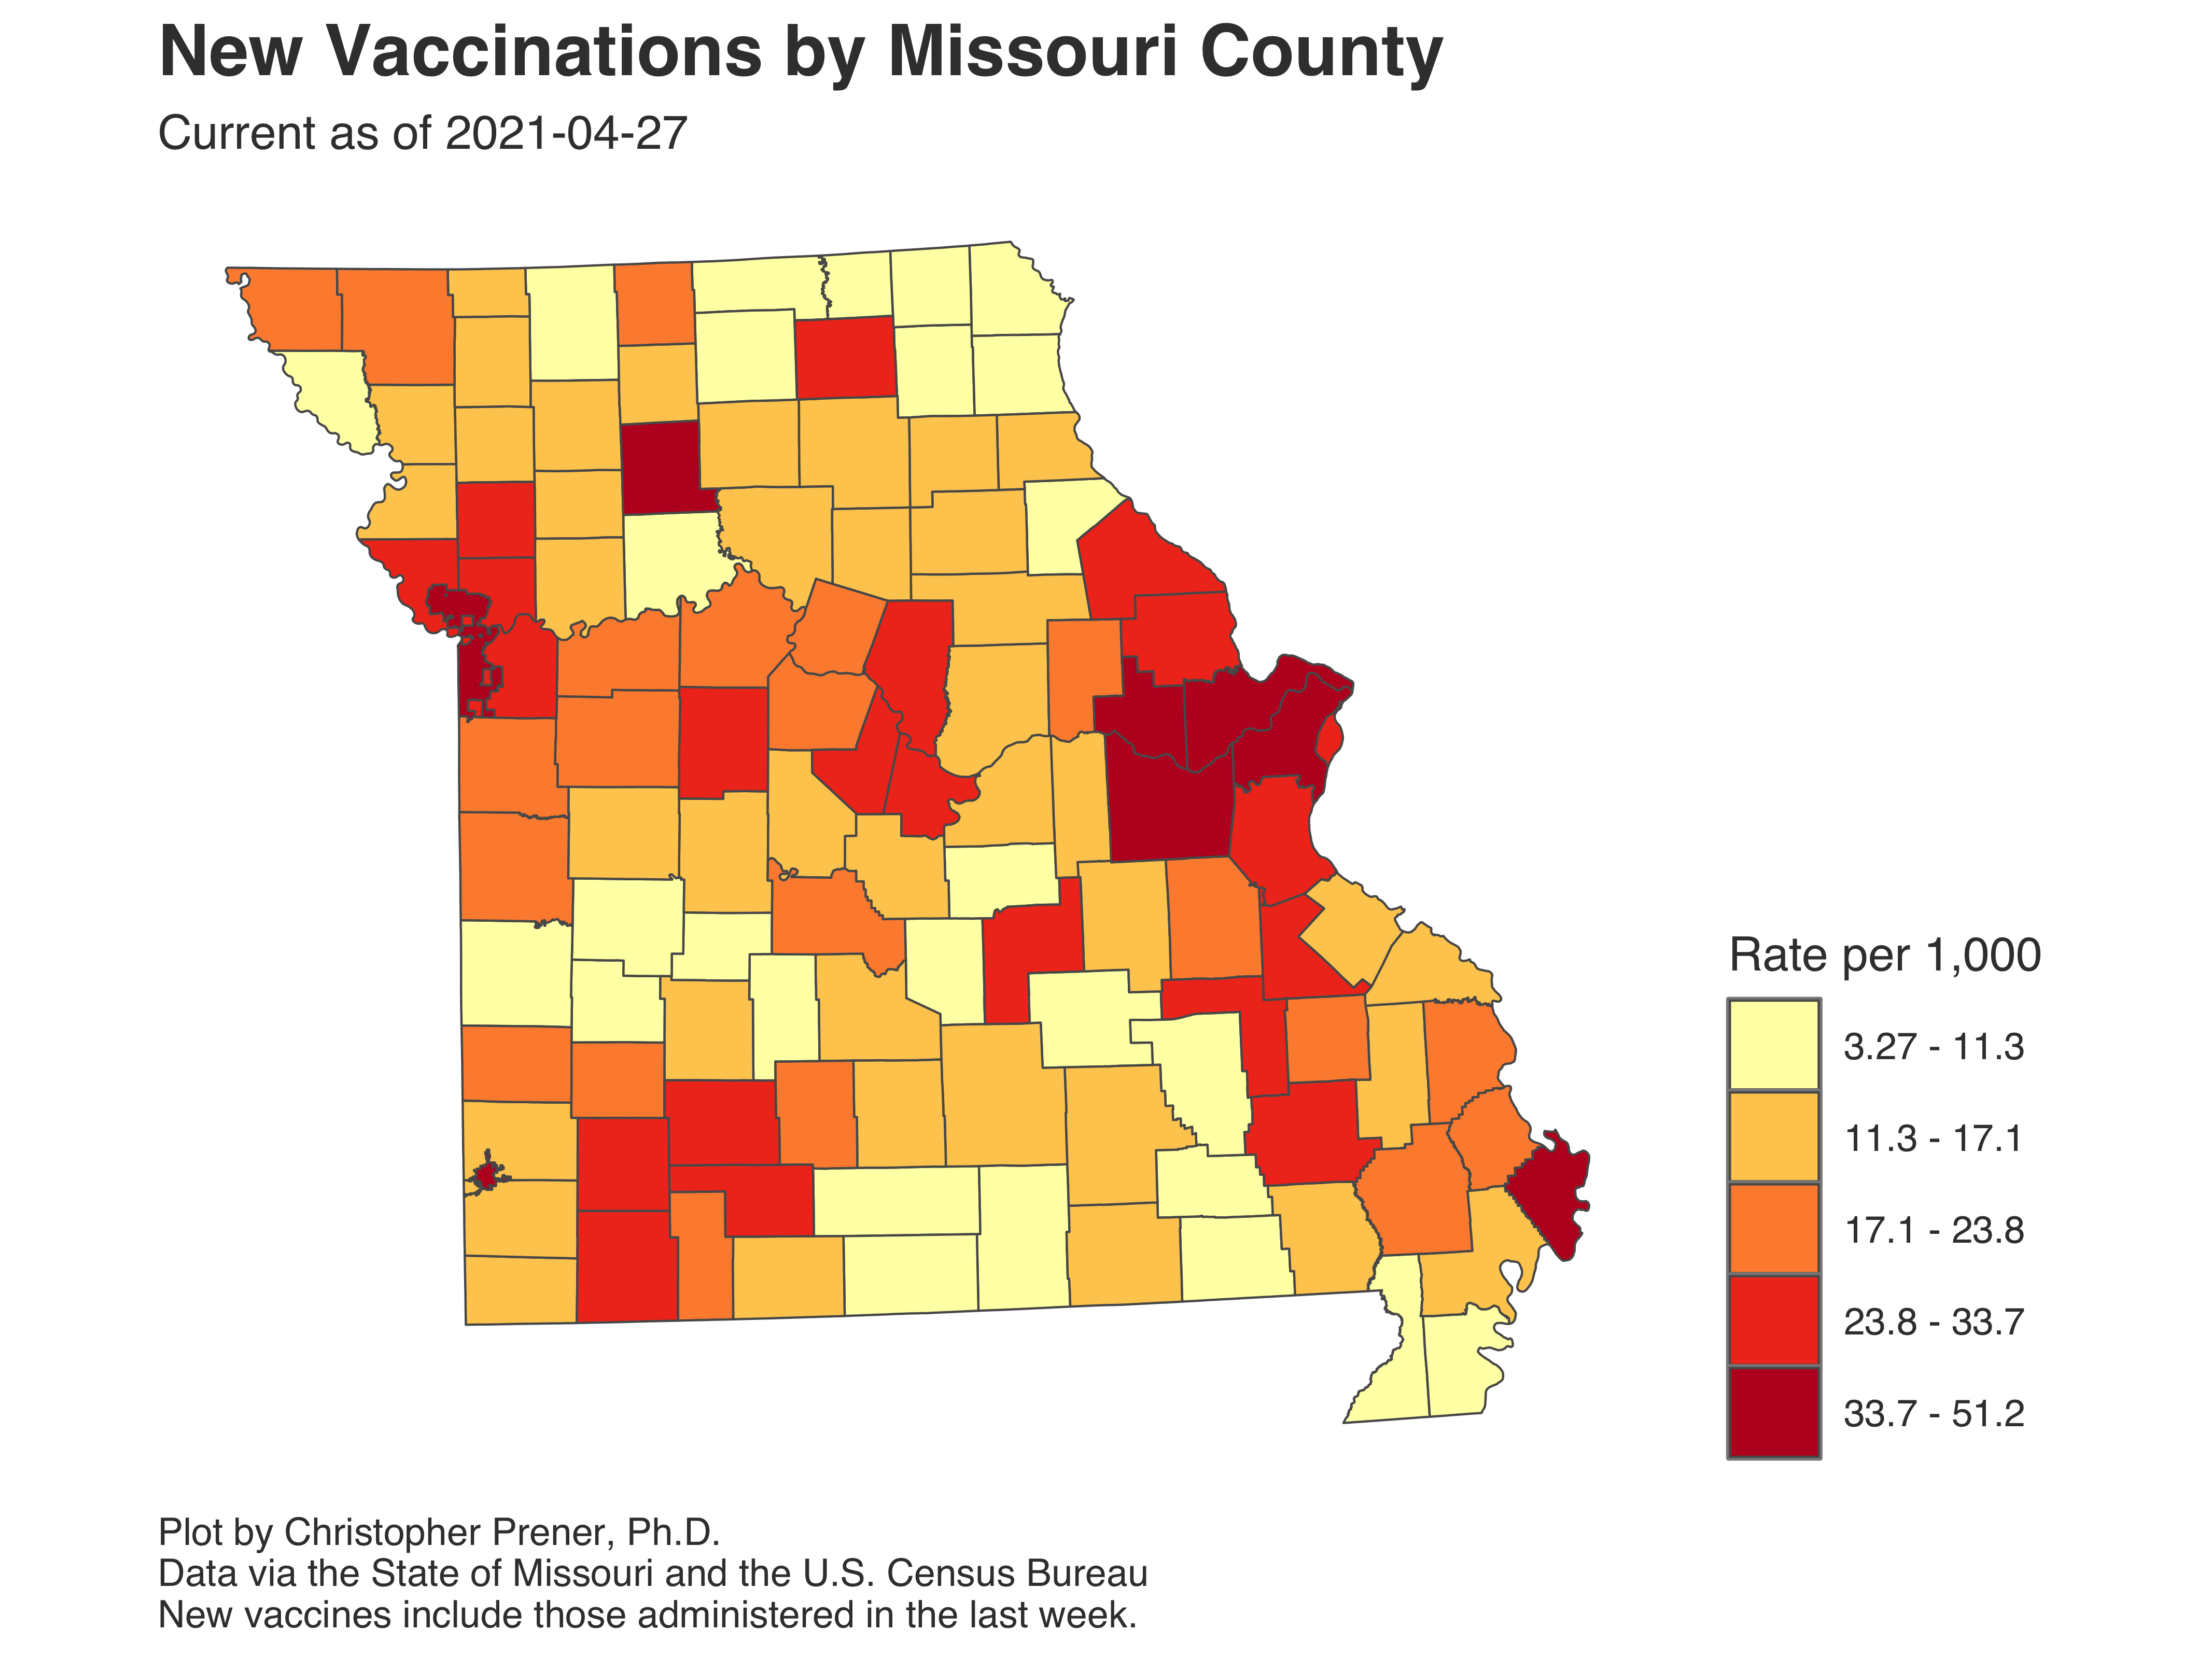 New Vaccinations by Missouri County
Current as of 2021-04-27
Rate per 1,000
3.27 - 11.3
11.3 - 17.1
17.1 - 23.8
23.8 - 33.7
33.7 - 51.2
Plot by Christopher Prener, Ph.D.
Data via the State of Missouri and the U.S. Census Bureau
New vaccines include those administered in the last week.